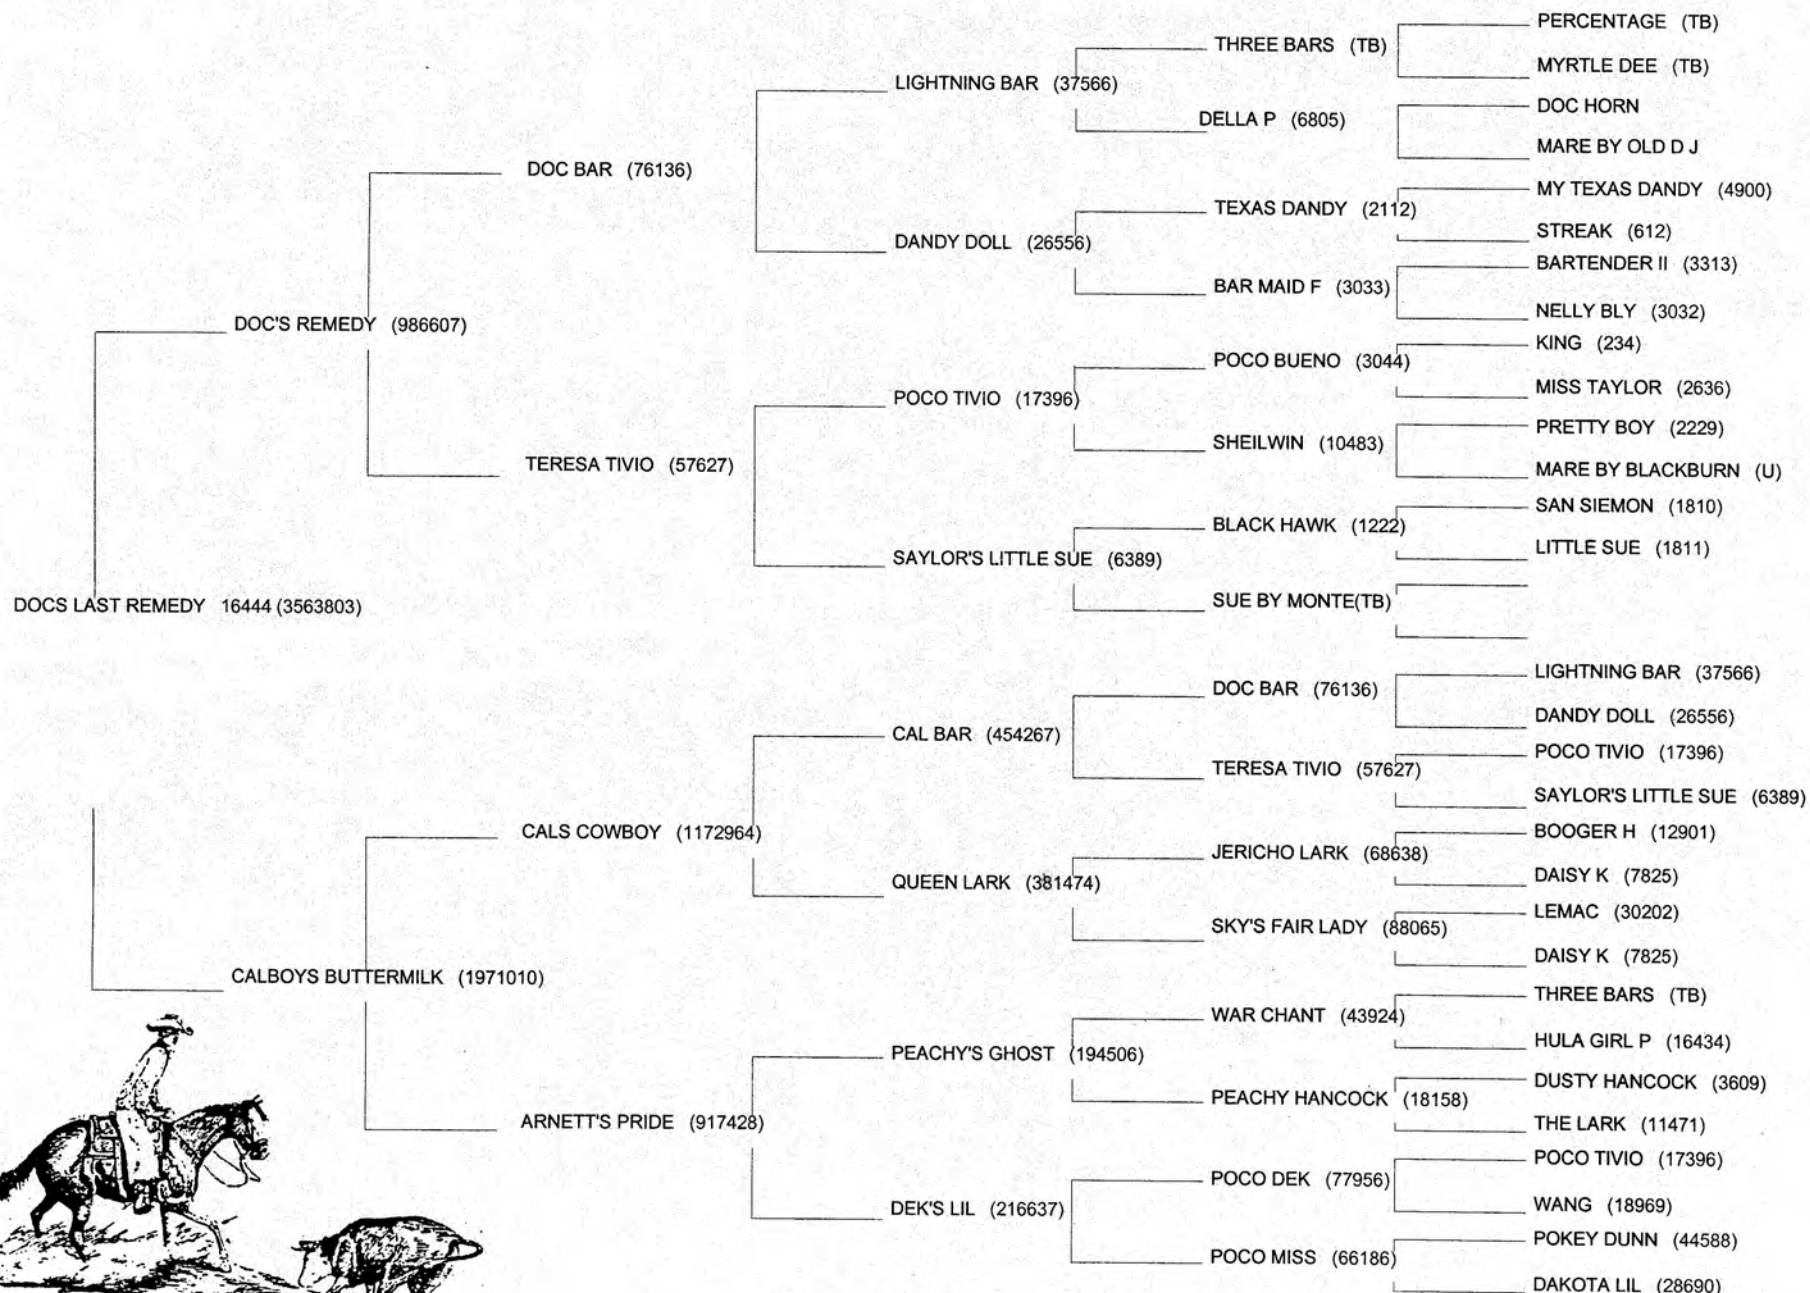 PERCENTAGE (TB)
THREE BARS (TB)
MYRTLE DEE (TB)
LIGHTNING BAR (37566)
DOC HORN
DELLA P (6805)
MARE BY OLD D J
DOC BAR (76136)
MY TEXAS DANDY (4900)
TEXAS DANDY (2112)
STREAK (612)
DANDY DOLL (26556)
BARTENDER II (3313)
BAR MAID F (3033)
NELLY BLY (3032)
DOC'S REMEDY (986607)
KING (234)
POCO BUENO (3044)
MISS TAYLOR (2636)
POCO TIVIO (17396)
PRETTY BOY (2229)
SHEILWIN (10483)
MARE BY BLACKBURN (U)
TERESA TIVIO (57627)
SAN SIEMON (1810)
BLACK HAWK (1222)
LITTLE SUE (1811)
SAYLOR'S LITTLE SUE (6389)
SUE BY MONTE(TB)
DOCS LAST REMEDY 16444 (3563803)
LIGHTNING BAR (37566)
DOC BAR (76136)
DANDY DOLL (26556)
CAL BAR (454267)
POCO TIVIO (17396)
TERESA TIVIO (57627)
SAYLOR'S LITTLE SUE (6389)
CALS COWBOY (1172964)
BOOGER H (12901)
JERICHO LARK (68638)
DAISY K (7825)
QUEEN LARK (381474)
LEMAC (30202)
SKY'S FAIR LADY (88065)
DAISY K (7825)
CALBOYS BUTTERMILK (1971010)
THREE BARS (TB)
WAR CHANT (43924)
HULA GIRL P (16434)
PEACHY'S GHOST (194506)
DUSTY HANCOCK (3609)
PEACHY HANCOCK (18158)
THE LARK (11471)
ARNETT'S PRIDE (917428)
POCO TIVIO (17396)
POCO DEK (77956)
WANG (18969)
DEK'S LIL (216637)
POKEY DUNN (44588)
POCO MISS (66186)
DAKOTA LIL (28690)